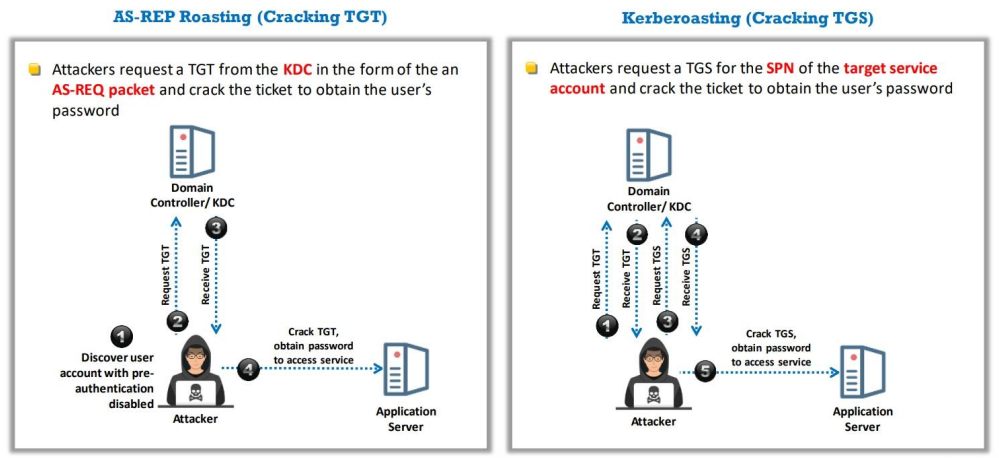 AS-REP Roasting (Cracking TGT)
Attackers request a TGT from the KDC in the form of the an
AS-REQ packet and crack the ticket to obtain the user's
password
Domain
Controller/ KDC
3
Request TGT
Receive TGT
2
1
Discover user
account with pre-
authentication
disabled
Attacker
4
Crack TGT,
obtain password
to access service
Application
Server
Kerberoasting (Cracking TGS)
Attackers request a TGS for the SPN of the target service
account and crack the ticket to obtain the user's password
Domain
Controller/ KDC
2
4
Request TGT
Receive TGT
Request TGS
Receive TGS
1
3
Attacker
5
Crack TGS,
obtain password
to access service
Application
Server